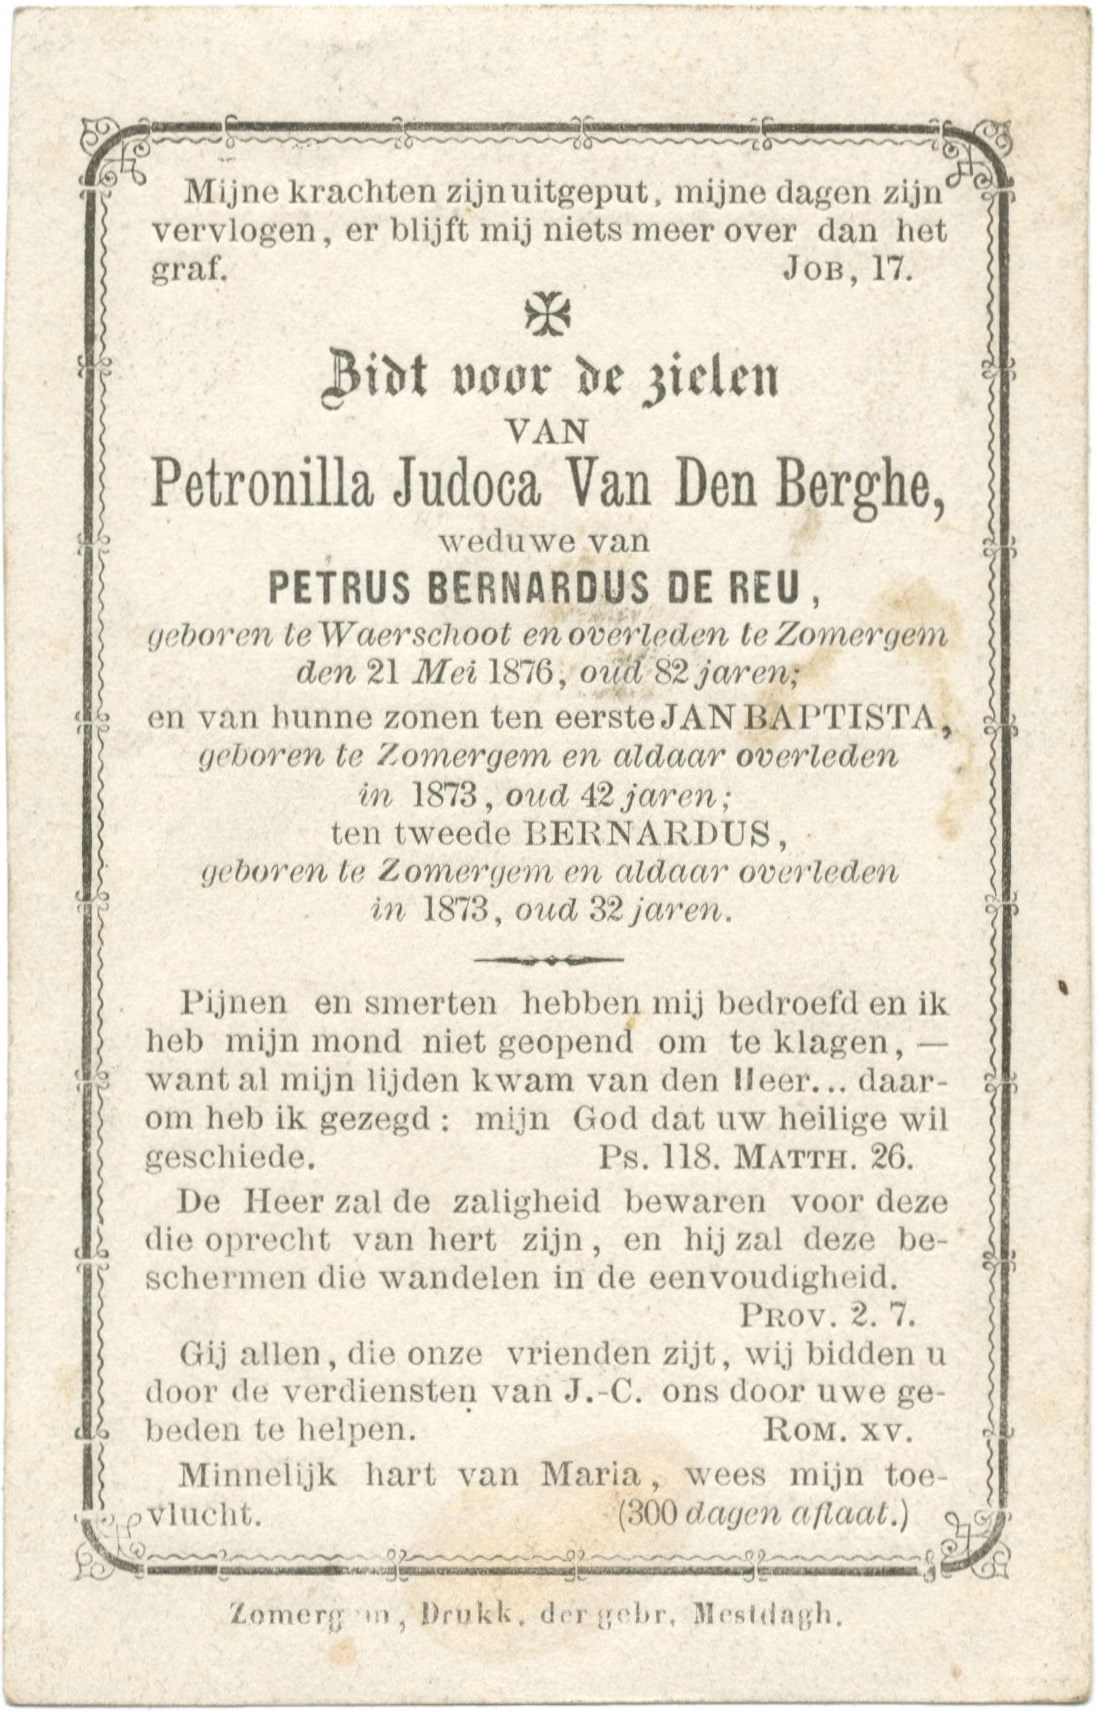 Mijne krachten zijn uitgeput, mijne dagen zijn
vervlogen, er blijft mij niets meer over dan het
graf. JOB, 17.
Bidt voor de zielen
VAN
Petronilla Judoca Van Den Berghe,
weduwe van
PETRUS BERNARDUS DE REU,
geboren te Waerschoot en overleden te Zomergem
den 21 Mei 1876, oud 82 jaren;
en van hunne zonen ten eerste JAN BAPTISTA,
geboren te Zomergem en aldaar overleden
in 1873, oud 42 jaren;
ten tweede BERNARDUS,
geboren te Zomergem en aldaar overleden
in 1873, oud 32 jaren.
Pijnen en smerten hebben mij bedroefd en ik
heb mijn mond niet geopend om te klagen, —
want al mijn lijden kwam van den Heer... daar-
om heb ik gezegd: mijn God dat uw heilige wil
geschiede. Ps. 118. MATTH. 26.
De Heer zal de zaligheid bewaren voor deze
die oprecht van hert zijn, en hij zal deze be-
schermen die wandelen in de eenvoudigheid.
PROV. 2. 7.
Gij allen, die onze vrienden zijt, wij bidden u
door de verdiensten van J.-C. ons door uwe ge-
beden te helpen. ROM. XV.
Minnelijk hart van Maria, wees mijn toe-
vlucht. (300 dagen aflaat.)
Zomergem, Drukk. der gebr. Mestdagh.